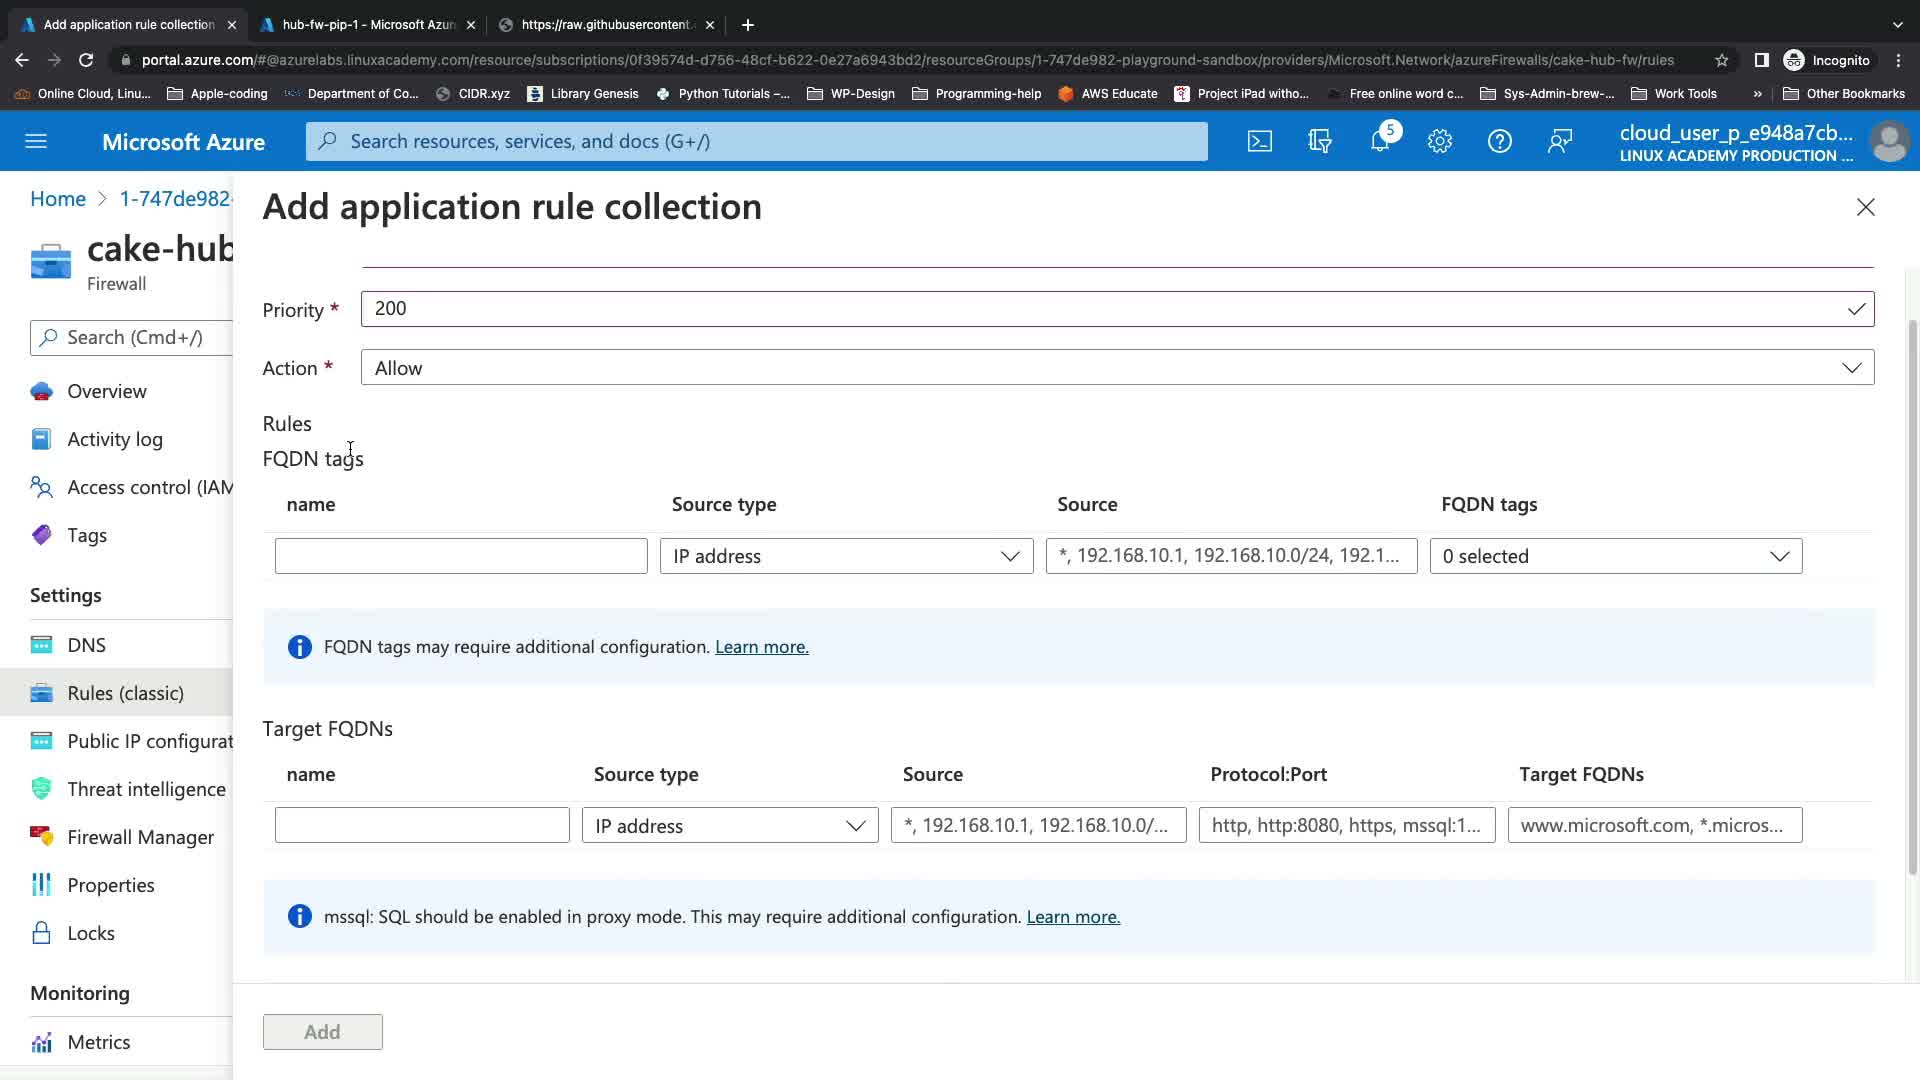 Add application rule collection
hub-fw-pip-1 - Microsoft Azur
https://raw.githubusercontent.
portal.azure.com/#@azurelabs.linuxacademy.com/resource/subscriptions/0f39574d-d756-48cf-b622-0e27a6943bd2/resourceGroups/1-747de982-playground-sandbox/providers/Microsoft.Network/azureFirewalls/cake-hub-fw/rules
Incognito
Online Cloud, Linu...
Apple-coding
Department of Co...
CIDR.xyz
Library Genesis
Python Tutorials –...
WP-Design
Programming-help
AWS Educate
Project iPad witho...
Free online word c...
Sys-Admin-brew-...
Work Tools
»
Other Bookmarks
Microsoft Azure
Search resources, services, and docs (G+/)
5
cloud_user_p_e948a7cb...
LINUX ACADEMY PRODUCTION ...
Home > 1-747de982-
cake-hub
Firewall
Search (Cmd+/)
Overview
Activity log
Access control (IAM
Tags
Settings
DNS
Rules (classic)
Public IP configurat
Threat intelligence
Firewall Manager
Properties
Locks
Monitoring
Metrics
Add application rule collection
Priority * 200
Action * Allow
Rules
FQDN tags
name Source type Source FQDN tags
IP address *, 192.168.10.1, 192.168.10.0/24, 192.1... 0 selected
FQDN tags may require additional configuration. Learn more.
Target FQDNs
name Source type Source Protocol:Port Target FQDNs
IP address *, 192.168.10.1, 192.168.10.0/... http, http:8080, https, mssql:1... www.microsoft.com, *.micros...
mssql: SQL should be enabled in proxy mode. This may require additional configuration. Learn more.
Add